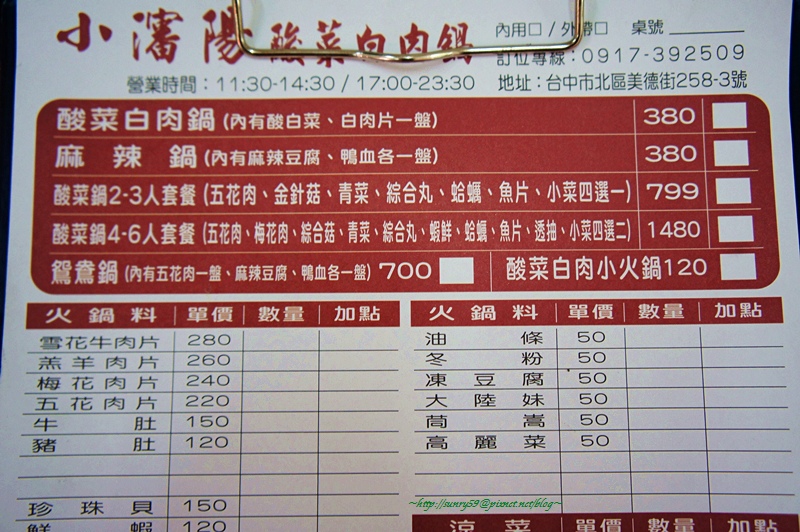 小瀋陽酸菜白肉鍋 內用□ / 外帶□ 桌號
訂位專線：0917-392509
營業時間：11:30-14:30 / 17:00-23:30 地址：台中市北區美德街258-3號
酸菜白肉鍋 (內有酸白菜、白肉片一盤) 380
麻辣鍋 (內有麻辣豆腐、鴨血各一盤) 380
酸菜鍋2-3人套餐 (五花肉、金針菇、青菜、綜合丸、蛤蠣、魚片、小菜四選一) 799
酸菜鍋4-6人套餐 (五花肉、梅花肉、綜合菇、青菜、綜合丸、蝦鮮、蛤蠣、魚片、透抽、小菜四選二) 1480
鴛鴦鍋 (內有五花肉一盤、麻辣豆腐、鴨血各一盤) 700 酸菜白肉小火鍋120
火鍋料 單價 數量 加點
雪花牛肉片 280
羔羊肉片 260
梅花肉片 240
五花肉片 220
牛肚 150
豬肚 120
珍珠貝 150
鮮蝦 120
火鍋料 單價 數量 加點
油條 50
冬粉 50
凍豆腐 50
大陸妹 50
茼蒿 50
高麗菜 50
~http://sunry59@pixnet.net/blog~
涼菜 單價 數量 加點